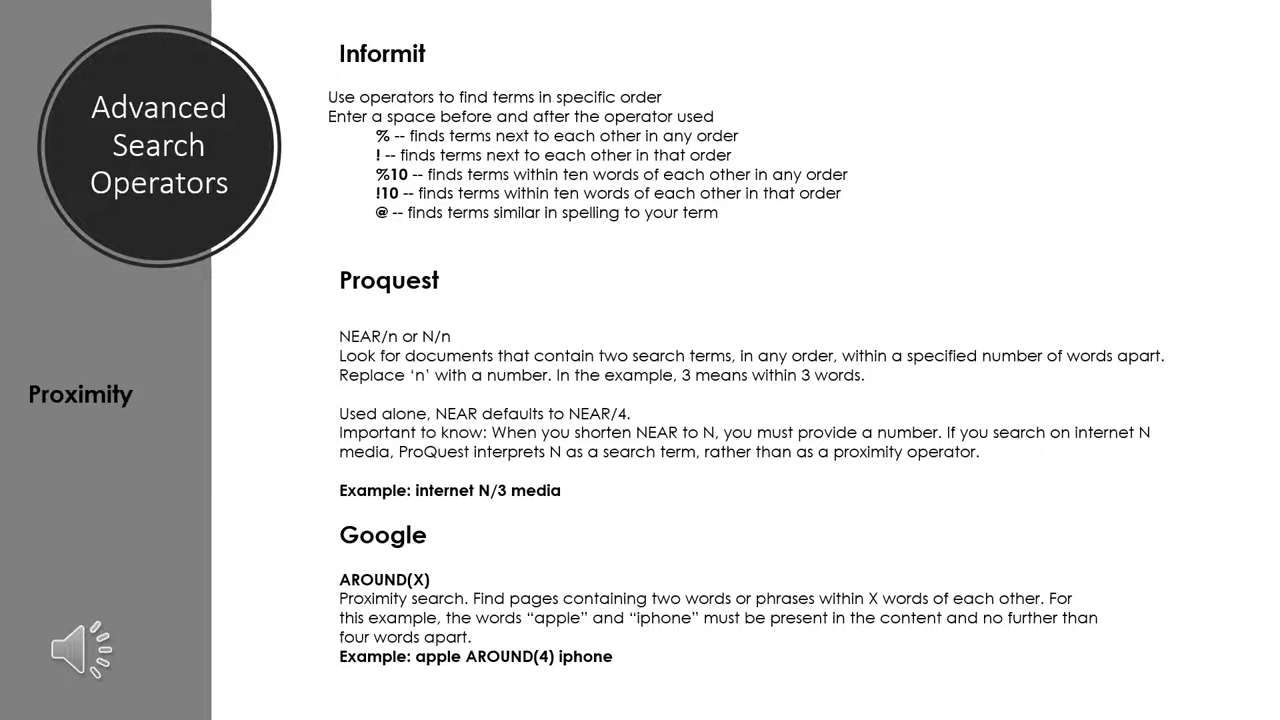 Advanced
Search
Operators
Proximity
Informit
Use operators to find terms in specific order
Enter a space before and after the operator used
% -- finds terms next to each other in any order
! -- finds terms next to each other in that order
%10 -- finds terms within ten words of each other in any order
!10 -- finds terms within ten words of each other in that order
@ -- finds terms similar in spelling to your term
Proquest
NEAR/n or N/n
Look for documents that contain two search terms, in any order, within a specified number of words apart.
Replace ‘n’ with a number. In the example, 3 means within 3 words.
Used alone, NEAR defaults to NEAR/4.
Important to know: When you shorten NEAR to N, you must provide a number. If you search on internet N
media, ProQuest interprets N as a search term, rather than as a proximity operator.
Example: internet N/3 media
Google
AROUND(X)
Proximity search. Find pages containing two words or phrases within X words of each other. For
this example, the words “apple” and “iphone” must be present in the content and no further than
four words apart.
Example: apple AROUND(4) iphone